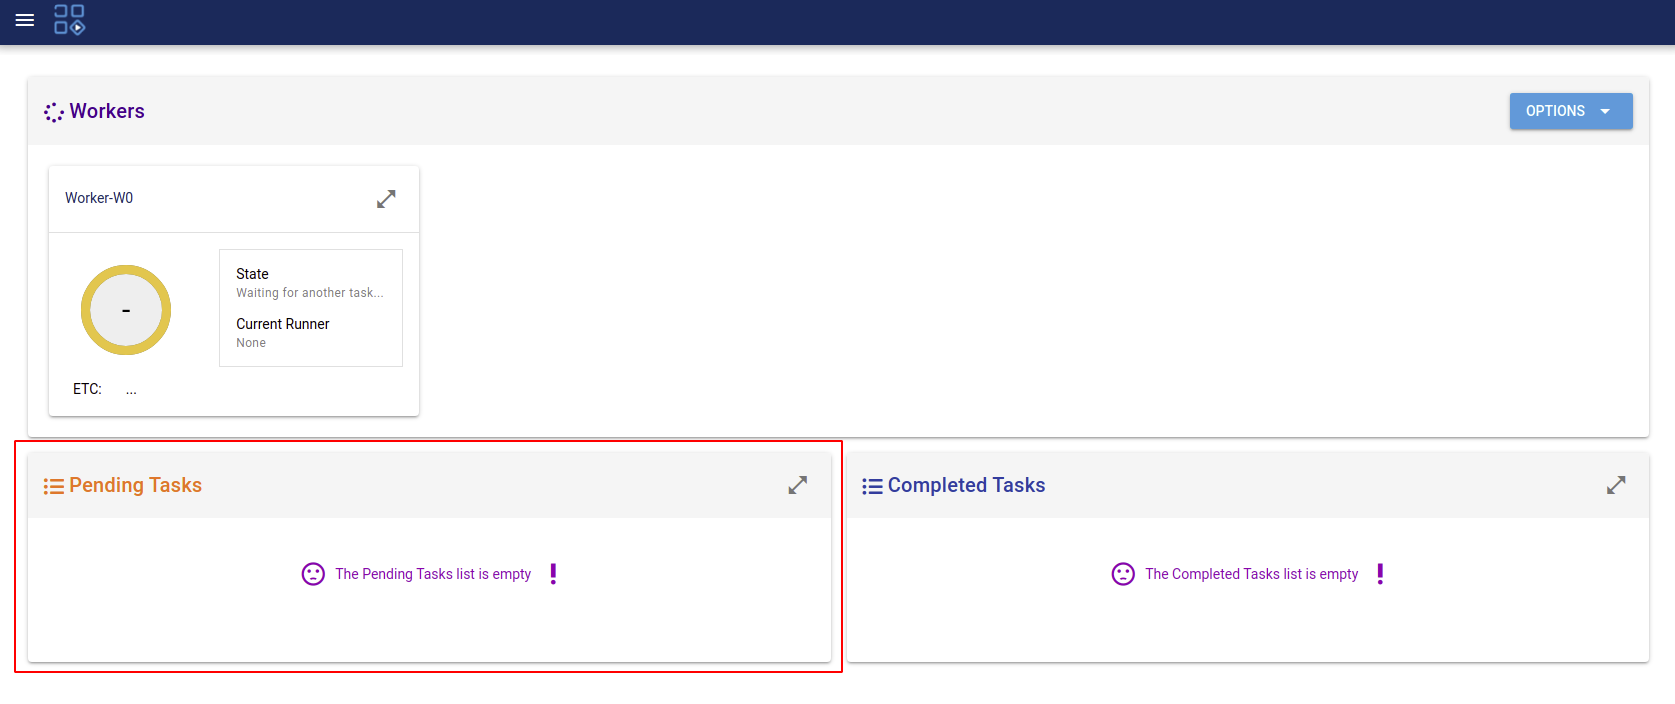 Workers
OPTIONS
Worker-W0
-
State
Waiting for another task...
Current Runner
None
ETC: ...
Pending Tasks
The Pending Tasks list is empty
Completed Tasks
The Completed Tasks list is empty